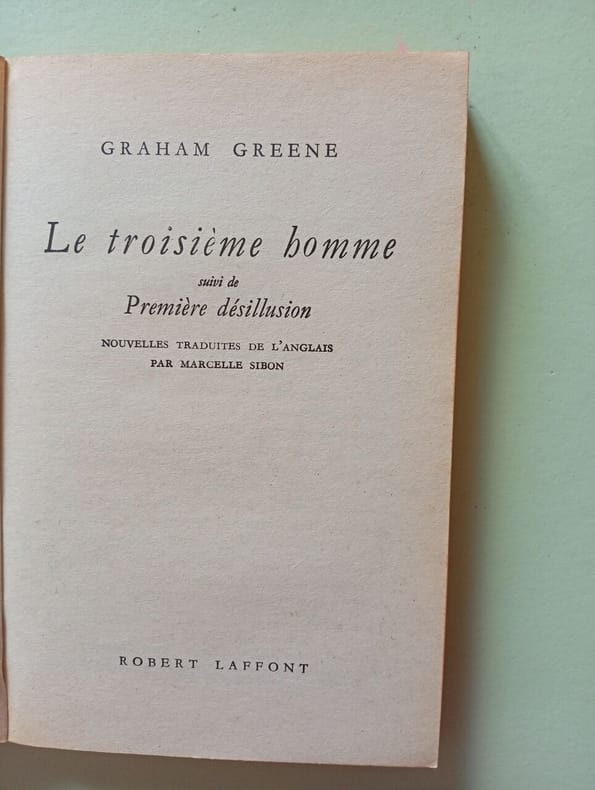 GRAHAM GREENE
Le troisième homme
suivi de
Première désillusion
NOUVELLES TRADUITES DE L'ANGLAIS
PAR MARCELLE SIBON
ROBERT LAFFONT